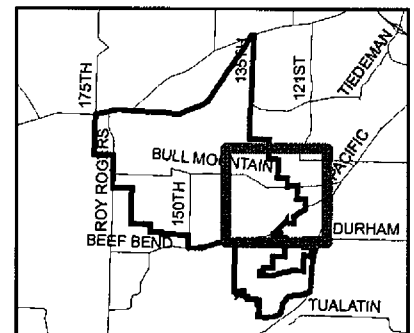 175TH
135TH
121ST
TIEDEMAN
ROY ROGERS
BULL MOUNTAIN
PACIFIC
150TH
BEEF BEND
DURHAM
TUALATIN